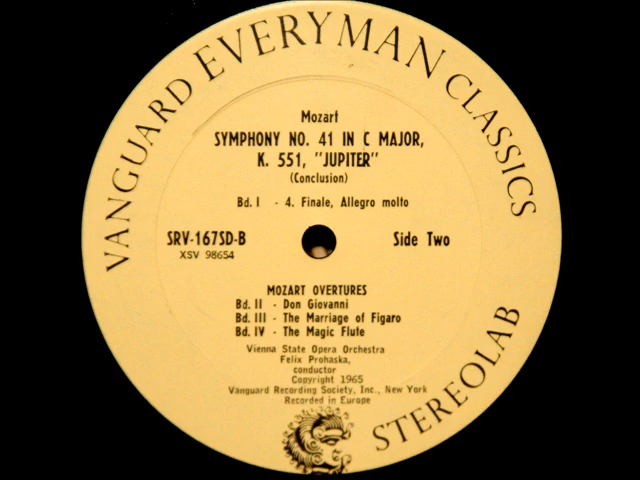 VANGUARD EVERYMAN CLASSICS
Mozart
SYMPHONY NO. 41 IN C MAJOR,
K. 551, "JUPITER"
(Conclusion)
Bd. I - 4. Finale, Allegro molto
SRV-167SD-B Side Two
XSV 98654
MOZART OVERTURES
Bd. II - Don Giovanni
Bd. III - The Marriage of Figaro
Bd. IV - The Magic Flute
Vienna State Opera Orchestra
Felix Prohaska,
conductor
Copyright 1965
Vanguard Recording Society, Inc., New York
Recorded in Europe
STEREOLAB